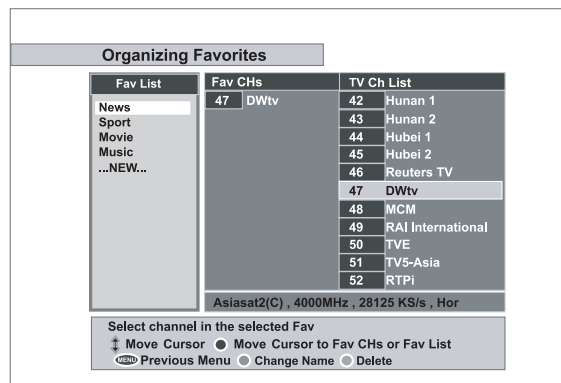 Organizing Favorites
Fav List
News
Sport
Movie
Music
...NEW...
Fav CHs
47 DWtv
TV Ch List
42 Hunan 1
43 Hunan 2
44 Hubei 1
45 Hubei 2
46 Reuters TV
47 DWtv
48 MCM
49 RAI International
50 TVE
51 TV5-Asia
52 RTPi
Asiasat2(C) , 4000MHz , 28125 KS/s , Hor
Select channel in the selected Fav
Move Cursor Move Cursor to Fav CHs or Fav List
MENU Previous Menu Change Name Delete